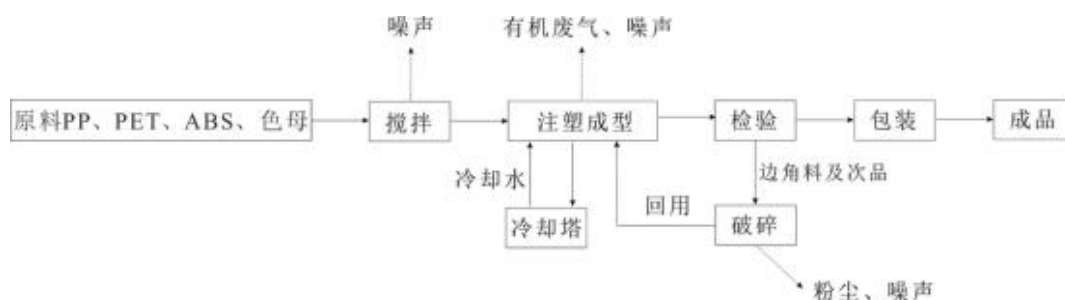 噪声
有机废气、噪声
原料PP、PET、ABS、色母
搅拌
注塑成型
检验
包装
成品
冷却水
边角料及次品
回用
冷却塔
破碎
粉尘、噪声